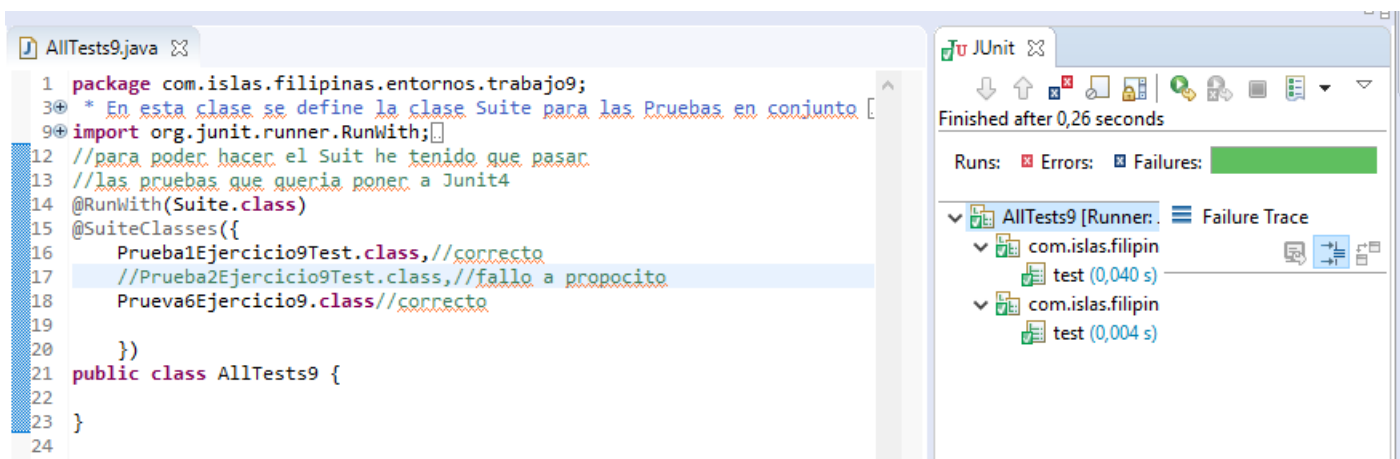 AllTests9.java
1 package com.islas.filipinas.entornos.trabajo9;
3 * En esta clase se define la clase Suite para las Pruebas en conjunto
9 import org.junit.runner.RunWith;
12 //para poder hacer el Suit he tenido que pasar
13 //las pruebas que queria poner a Junit4
14 @RunWith(Suite.class)
15 @SuiteClasses({
16 Prueba1Ejercicio9Test.class,//correcto
17 //Prueba2Ejercicio9Test.class,//fallo a propocito
18 Prueva6Ejercicio9.class//correcto
19
20 })
21 public class AllTests9 {
22
23 }
24
JUnit
Finished after 0,26 seconds
Runs: Errors: Failures:
AllTests9 [Runner: Failure Trace
com.islas.filipin
test (0,040 s)
com.islas.filipin
test (0,004 s)